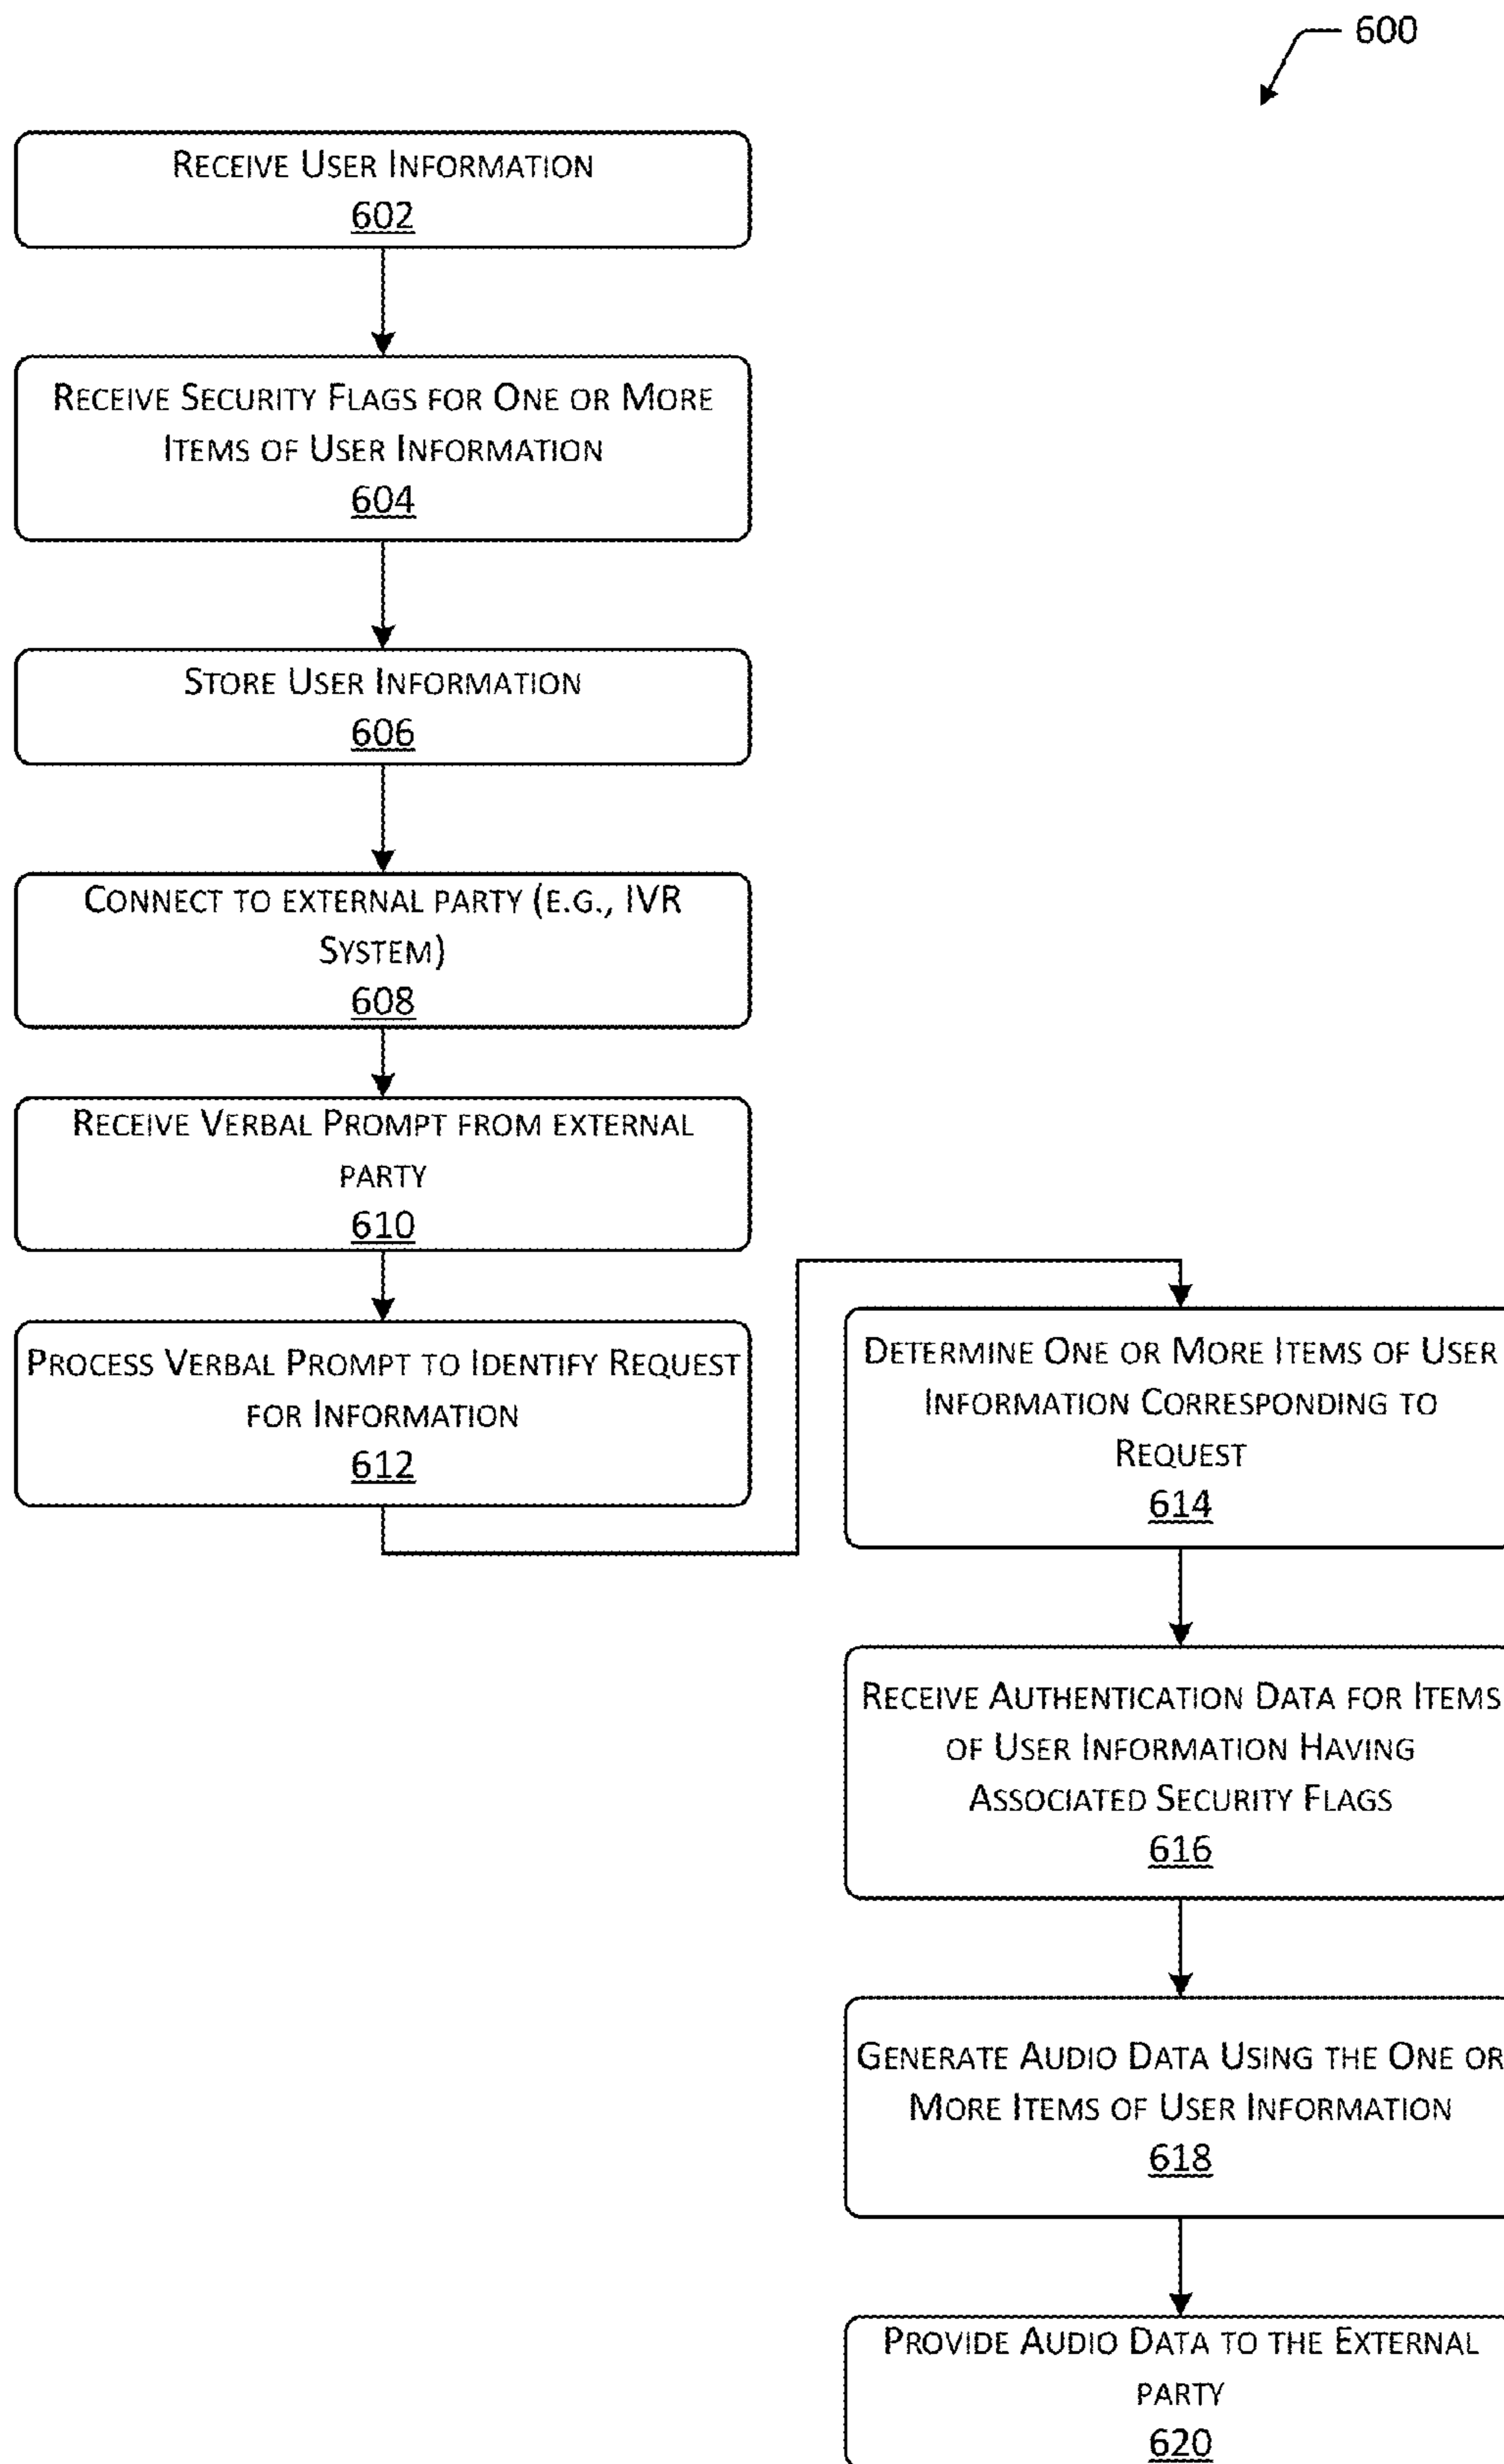 600
RECEIVE USER INFORMATION
602
RECEIVE SECURITY FLAGS FOR ONE OR MORE
ITEMS OF USER INFORMATION
604
STORE USER INFORMATION
606
CONNECT TO EXTERNAL PARTY (E.G., IVR
SYSTEM)
608
RECEIVE VERBAL PROMPT FROM EXTERNAL
PARTY
610
PROCESS VERBAL PROMPT TO IDENTIFY REQUEST
FOR INFORMATION
612
DETERMINE ONE OR MORE ITEMS OF USER
INFORMATION CORRESPONDING TO
REQUEST
614
RECEIVE AUTHENTICATION DATA FOR ITEMS
OF USER INFORMATION HAVING
ASSOCIATED SECURITY FLAGS
616
GENERATE AUDIO DATA USING THE ONE OR
MORE ITEMS OF USER INFORMATION
618
PROVIDE AUDIO DATA TO THE EXTERNAL
PARTY
620